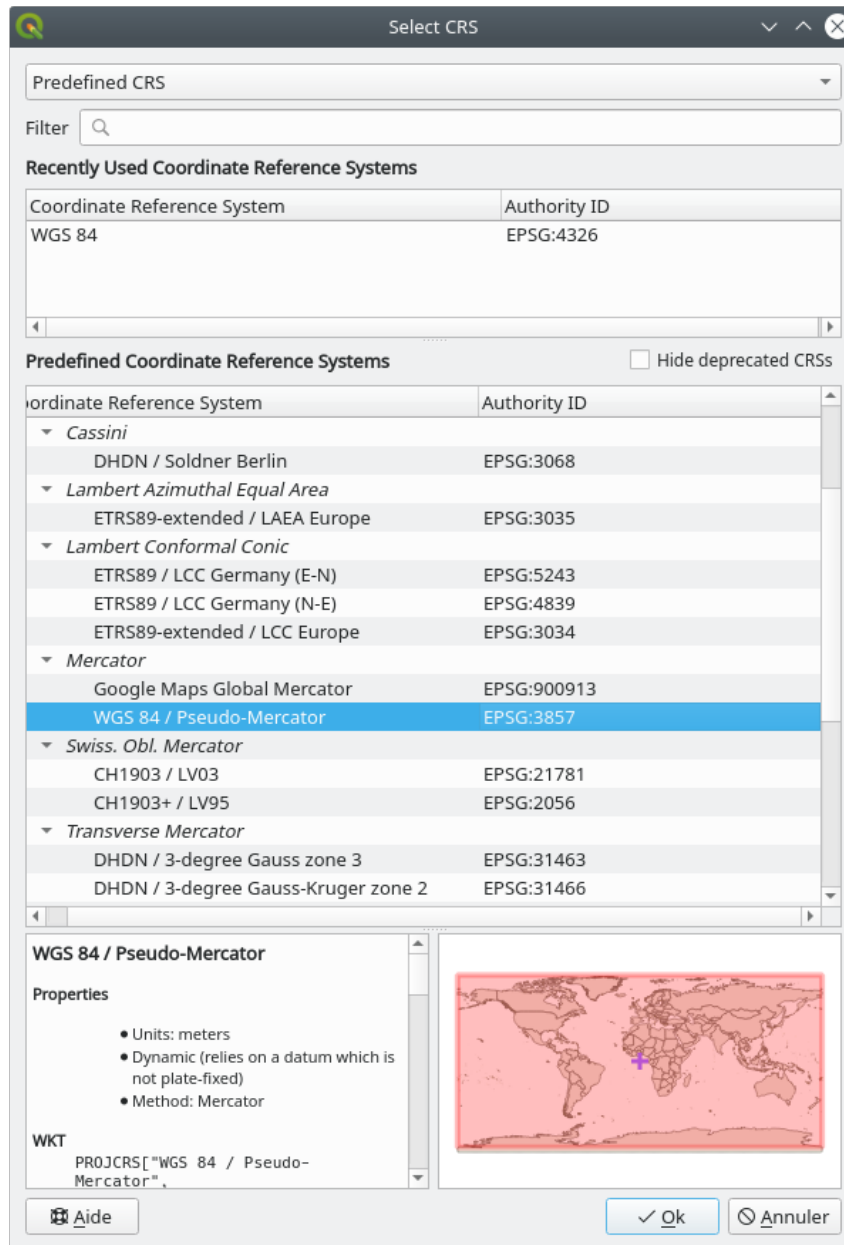 Select CRS
Predefined CRS
Filter
Recently Used Coordinate Reference Systems
Coordinate Reference System Authority ID
WGS 84 EPSG:4326
Predefined Coordinate Reference Systems Hide deprecated CRSs
ordinate Reference System Authority ID
Cassini
DHDN / Soldner Berlin EPSG:3068
Lambert Azimuthal Equal Area
ETRS89-extended / LAEA Europe EPSG:3035
Lambert Conformal Conic
ETRS89 / LCC Germany (E-N) EPSG:5243
ETRS89 / LCC Germany (N-E) EPSG:4839
ETRS89-extended / LCC Europe EPSG:3034
Mercator
Google Maps Global Mercator EPSG:900913
WGS 84 / Pseudo-Mercator EPSG:3857
Swiss. Obl. Mercator
CH1903 / LV03 EPSG:21781
CH1903+ / LV95 EPSG:2056
Transverse Mercator
DHDN / 3-degree Gauss zone 3 EPSG:31463
DHDN / 3-degree Gauss-Kruger zone 2 EPSG:31466
WGS 84 / Pseudo-Mercator
Properties
• Units: meters
• Dynamic (relies on a datum which is
not plate-fixed)
• Method: Mercator
WKT
PROJCRS["WGS 84 / Pseudo-
Mercator",
Aide Ok Annuler